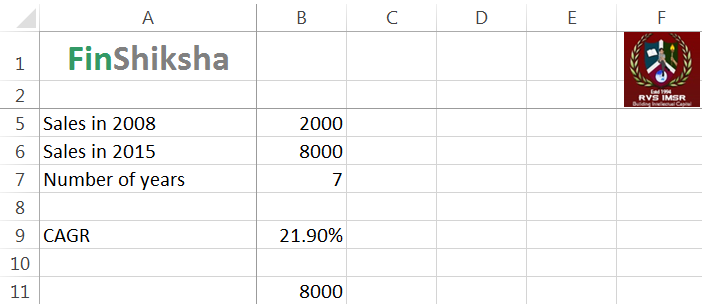 A B C D E F
1 FinShiksha
Estd 1994
RVS IMSR
Building Intellectual Capital
2
5 Sales in 2008 2000
6 Sales in 2015 8000
7 Number of years 7
8
9 CAGR 21.90%
10
11 8000